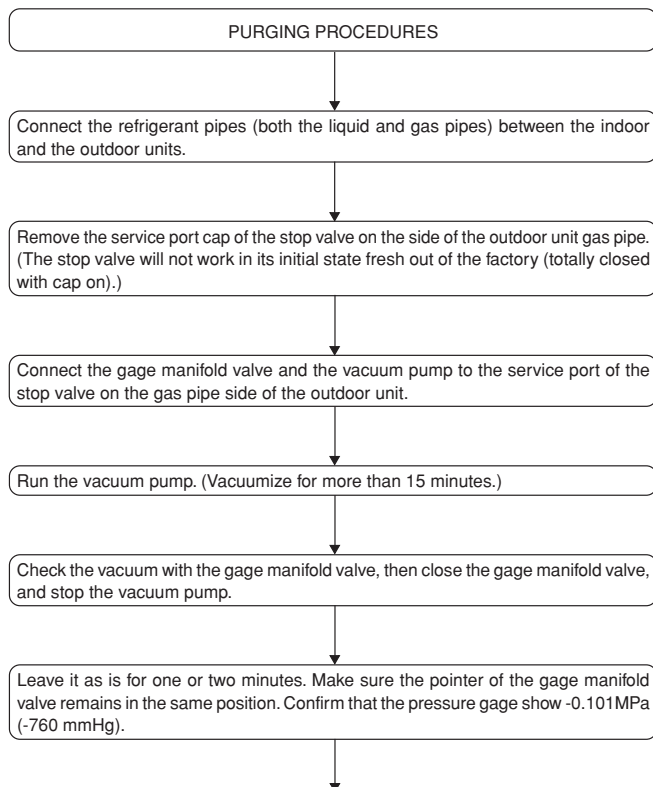 PURGING PROCEDURES
Connect the refrigerant pipes (both the liquid and gas pipes) between the indoor
and the outdoor units.
Remove the service port cap of the stop valve on the side of the outdoor unit gas pipe.
(The stop valve will not work in its initial state fresh out of the factory (totally closed
with cap on).)
Connect the gage manifold valve and the vacuum pump to the service port of the
stop valve on the gas pipe side of the outdoor unit.
Run the vacuum pump. (Vacuumize for more than 15 minutes.)
Check the vacuum with the gage manifold valve, then close the gage manifold valve,
and stop the vacuum pump.
Leave it as is for one or two minutes. Make sure the pointer of the gage manifold
valve remains in the same position. Confirm that the pressure gage show -0.101MPa
(-760 mmHg).